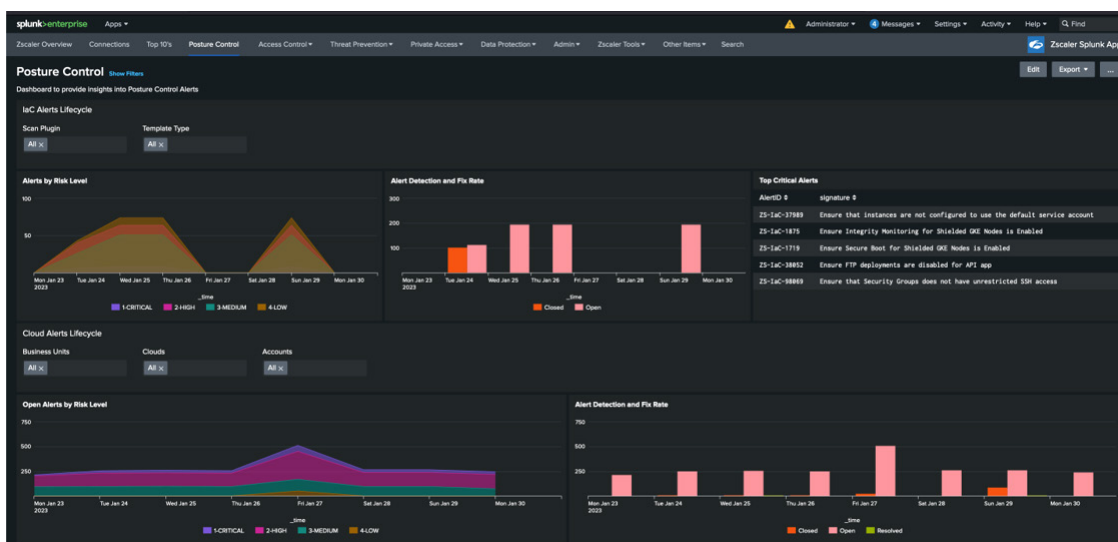 splunk>enterprise Apps ▾ Administrator ▾ 4 Messages ▾ Settings ▾ Activity ▾ Help ▾ Find
Zscaler Overview Connections Top 10's Posture Control Access Control ▾ Threat Prevention ▾ Private Access ▾ Data Protection ▾ Admin ▾ Zscaler Tools ▾ Other Items ▾ Search Zscaler Splunk App
Posture Control Show Filters Edit Export ▾ ...
Dashboard to provide insights into Posture Control Alerts
IaC Alerts Lifecycle
Scan Plugin Template Type
All × All ×
Alerts by Risk Level
100
50
Mon Jan 23 Tue Jan 24 Wed Jan 25 Thu Jan 26 Fri Jan 27 Sat Jan 28 Sun Jan 29 Mon Jan 30
2023
_time
1-CRITICAL 2-HIGH 3-MEDIUM 4-LOW
Alert Detection and Fix Rate
300
200
100
Mon Jan 23 Tue Jan 24 Wed Jan 25 Thu Jan 26 Fri Jan 27 Sat Jan 28 Sun Jan 29 Mon Jan 30
2023
_time
Closed Open
Top Critical Alerts
AlertID signature
ZS-IaC-37989 Ensure that instances are not configured to use the default service account
ZS-IaC-1875 Ensure Integrity Monitoring for Shielded GKE Nodes is Enabled
ZS-IaC-1719 Ensure Secure Boot for Shielded GKE Nodes is Enabled
ZS-IaC-38052 Ensure FTP deployments are disabled for API app
ZS-IaC-98069 Ensure that Security Groups does not have unrestricted SSH access
Cloud Alerts Lifecycle
Business Units Clouds Accounts
All × All × All ×
Open Alerts by Risk Level
750
500
250
Mon Jan 23 Tue Jan 24 Wed Jan 25 Thu Jan 26 Fri Jan 27 Sat Jan 28 Sun Jan 29 Mon Jan 30
2023
_time
1-CRITICAL 2-HIGH 3-MEDIUM 4-LOW
Alert Detection and Fix Rate
750
500
250
Mon Jan 23 Tue Jan 24 Wed Jan 25 Thu Jan 26 Fri Jan 27 Sat Jan 28 Sun Jan 29 Mon Jan 30
2023
_time
Closed Open Resolved